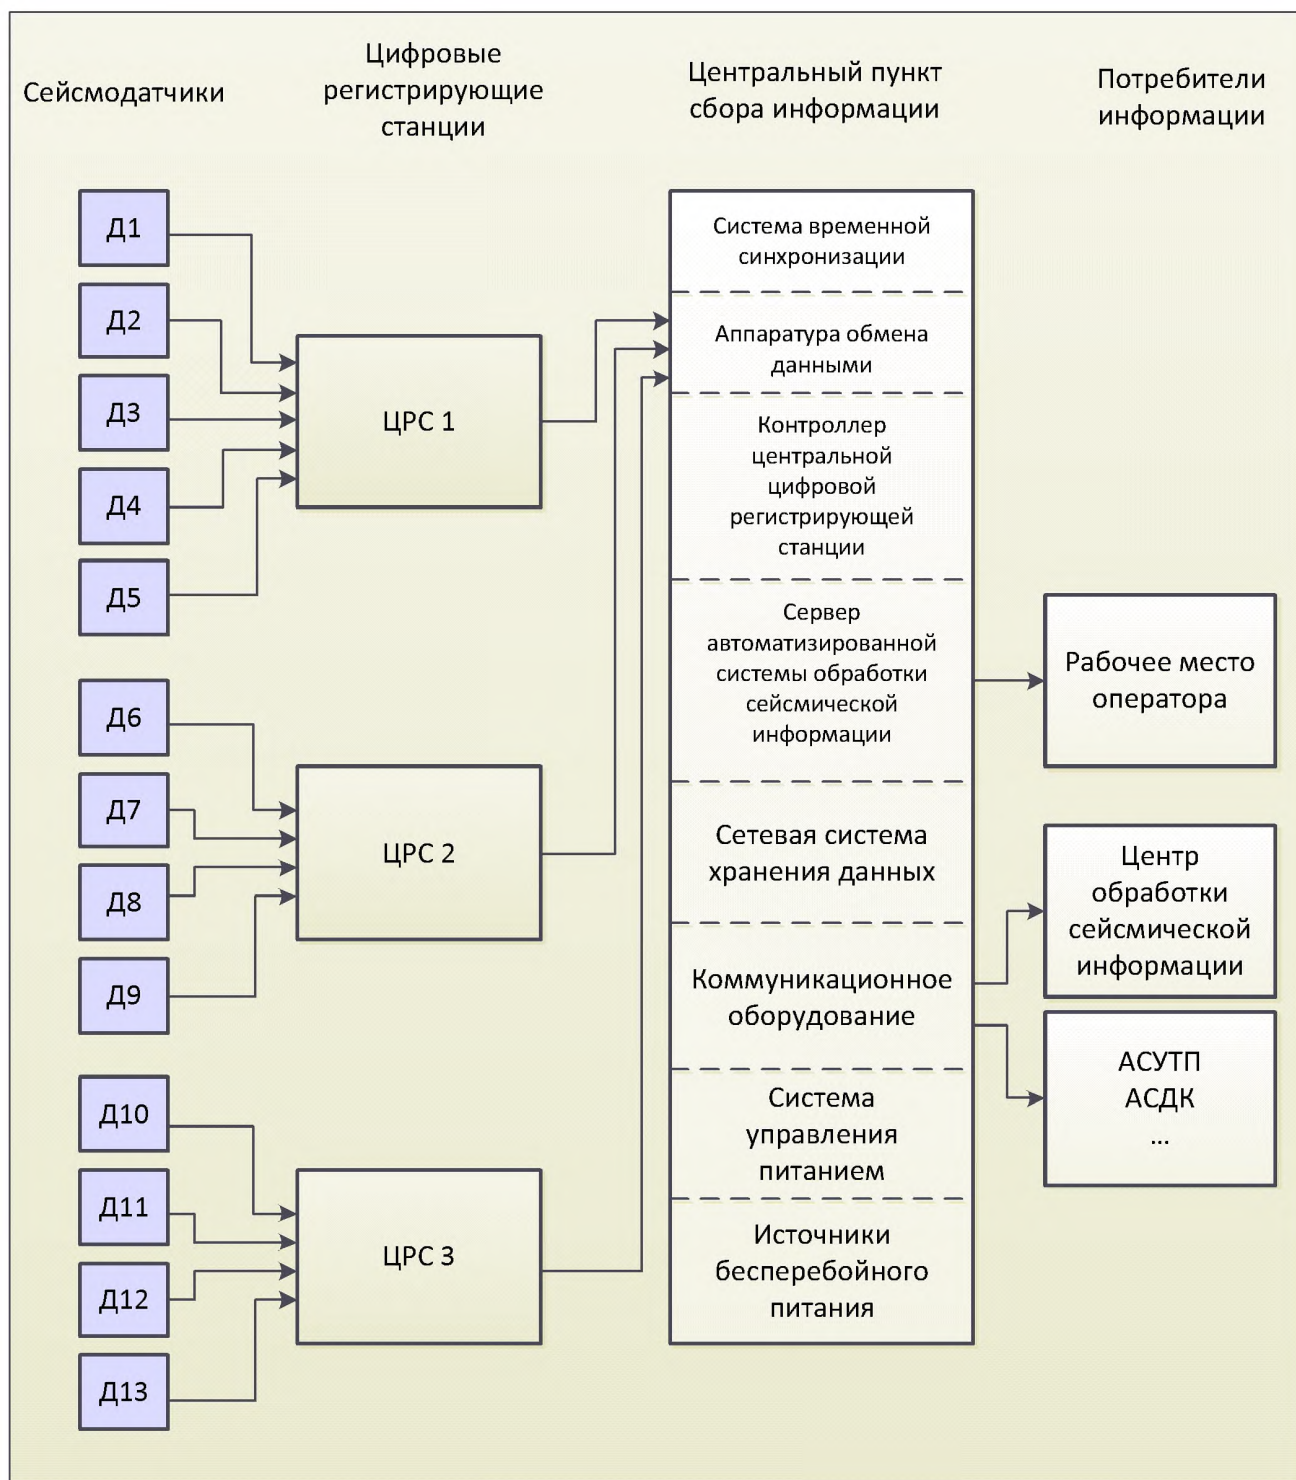 Сейсмодатчики
Цифровые
регистрирующие
станции
Центральный пункт
сбора информации
Потребители
информации
Д1
Д2
Д3
Д4
Д5
Д6
Д7
Д8
Д9
Д10
Д11
Д12
Д13
ЦРС 1
ЦРС 2
ЦРС 3
Система временной
синхронизации
Аппаратура обмена
данными
Контроллер
центральной
цифровой
регистрирующей
станции
Сервер
автоматизированной
системы обработки
сейсмической
информации
Сетевая система
хранения данных
Коммуникационное
оборудование
Система
управления
питанием
Источники
бесперебойного
питания
Рабочее место
оператора
Центр
обработки
сейсмической
информации
АСУТП
АСДК
...